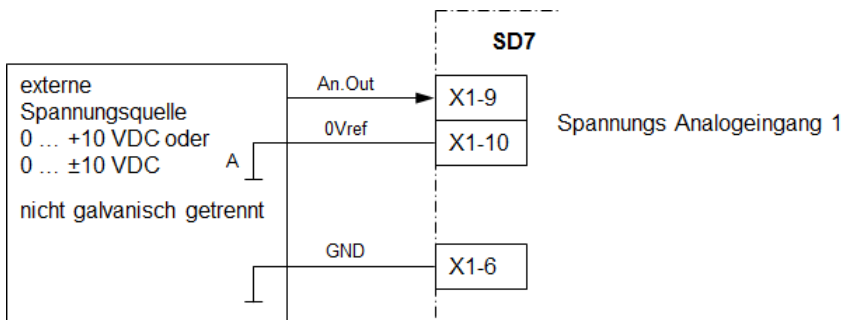 SD7
externe
Spannungsquelle
0 ... +10 VDC oder
0 ... ±10 VDC
nicht galvanisch getrennt
A
An.Out
0Vref
GND
X1-9
X1-10
X1-6
Spannungs Analogeingang 1